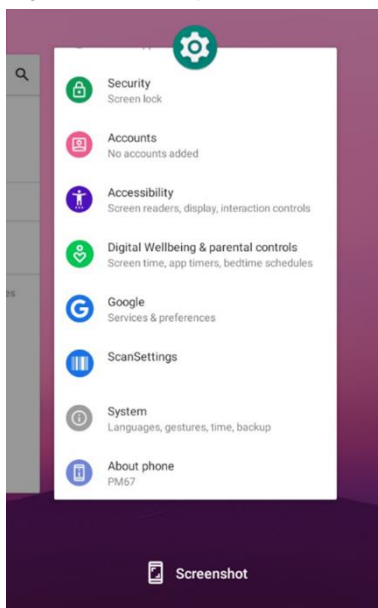 Security
Screen lock
Accounts
No accounts added
Accessibility
Screen readers, display, interaction controls
Digital Wellbeing & parental controls
Screen time, app timers, bedtime schedules
es
Google
Services & preferences
ScanSettings
System
Languages, gestures, time, backup
About phone
PM67
Screenshot